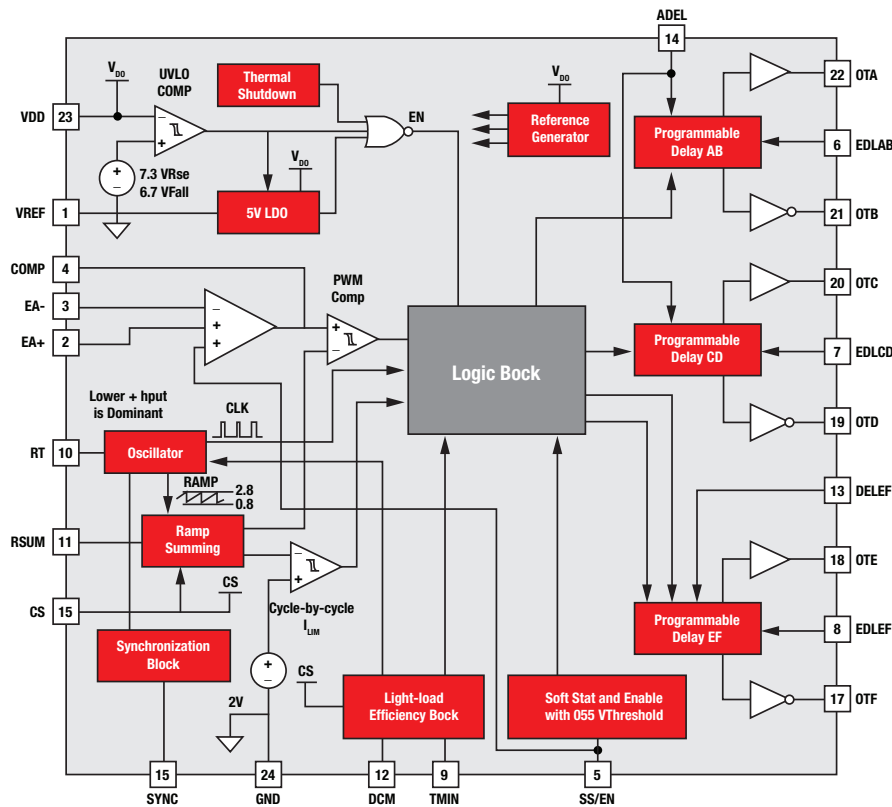 ADEL
14
V_DO
UVLO
COMP
Thermal
Shutdown
EN
V_DO
Reference
Generator
VDD
23
7.3 VRse
6.7 VFall
V_DO
5V LDO
VREF
1
Programmable
Delay AB
22
OTA
6
EDLAB
21
OTB
COMP
4
EA-
3
EA+
2
PWM
Comp
Logic Bock
Programmable
Delay CD
20
OTC
7
EDLCD
19
OTD
Lower + hput
is Dominant
CLK
RT
10
Oscillator
RAMP
2.8
0.8
RSUM
11
Ramp
Summing
CS
CS
15
Cycle-by-cycle
I_LIM
Synchronization
Block
2V
CS
Light-load
Efficiency Bock
Soft Stat and Enable
with 055 VThreshold
13
DELEF
Programmable
Delay EF
18
OTE
8
EDLEF
17
OTF
15
SYNC
24
GND
12
DCM
9
TMIN
5
SS/EN